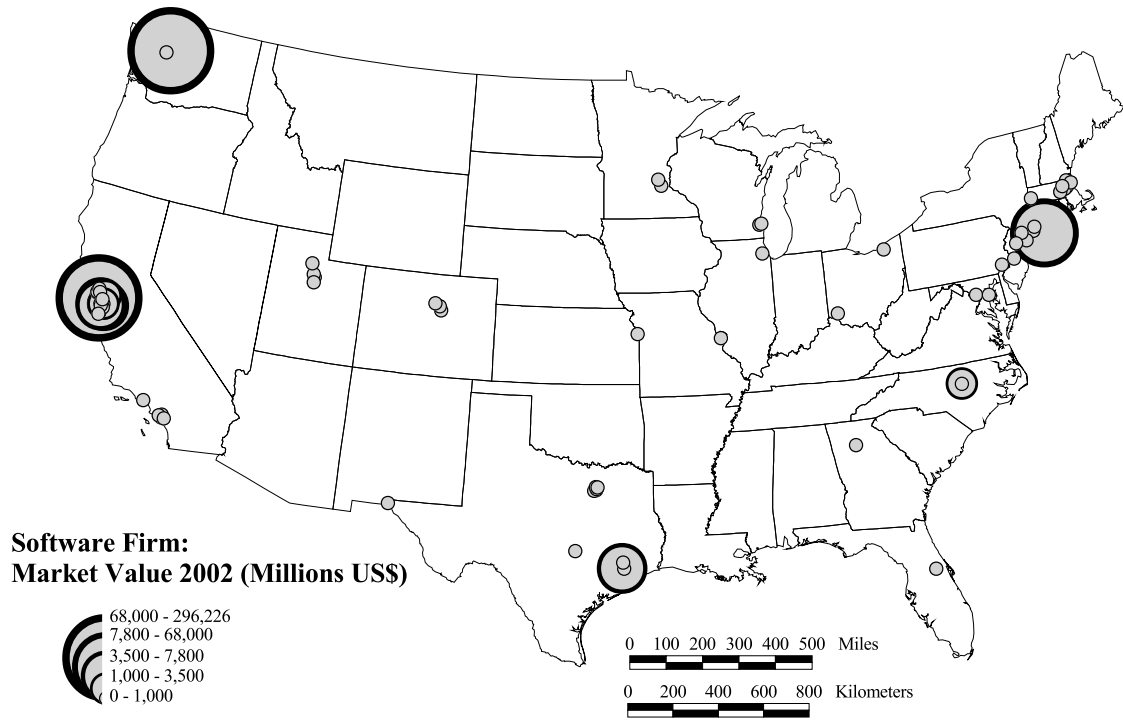 Software Firm:
Market Value 2002 (Millions US$)
68,000 - 296,226
7,800 - 68,000
3,500 - 7,800
1,000 - 3,500
0 - 1,000
0 100 200 300 400 500 Miles
0 200 400 600 800 Kilometers